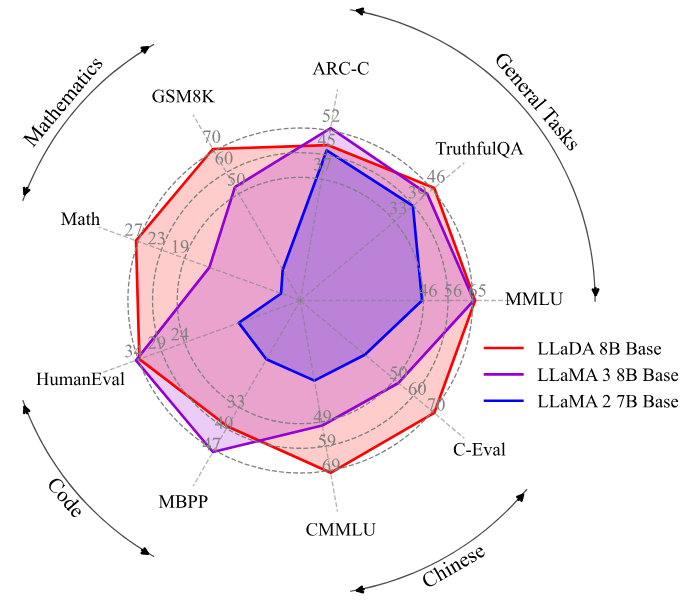 Mathematics
General Tasks
ARC-C
GSM8K
52
70
45
TruthfulQA
60
37
46
50
39
33
Math
27
23
19
46
56
65
MMLU
LLaDA 8B Base
24
29
LLaMA 3 8B Base
HumanEval
50
60
LLaMA 2 7B Base
33
70
40
49
47
59
C-Eval
69
MBPP
Code
CMMLU
Chinese